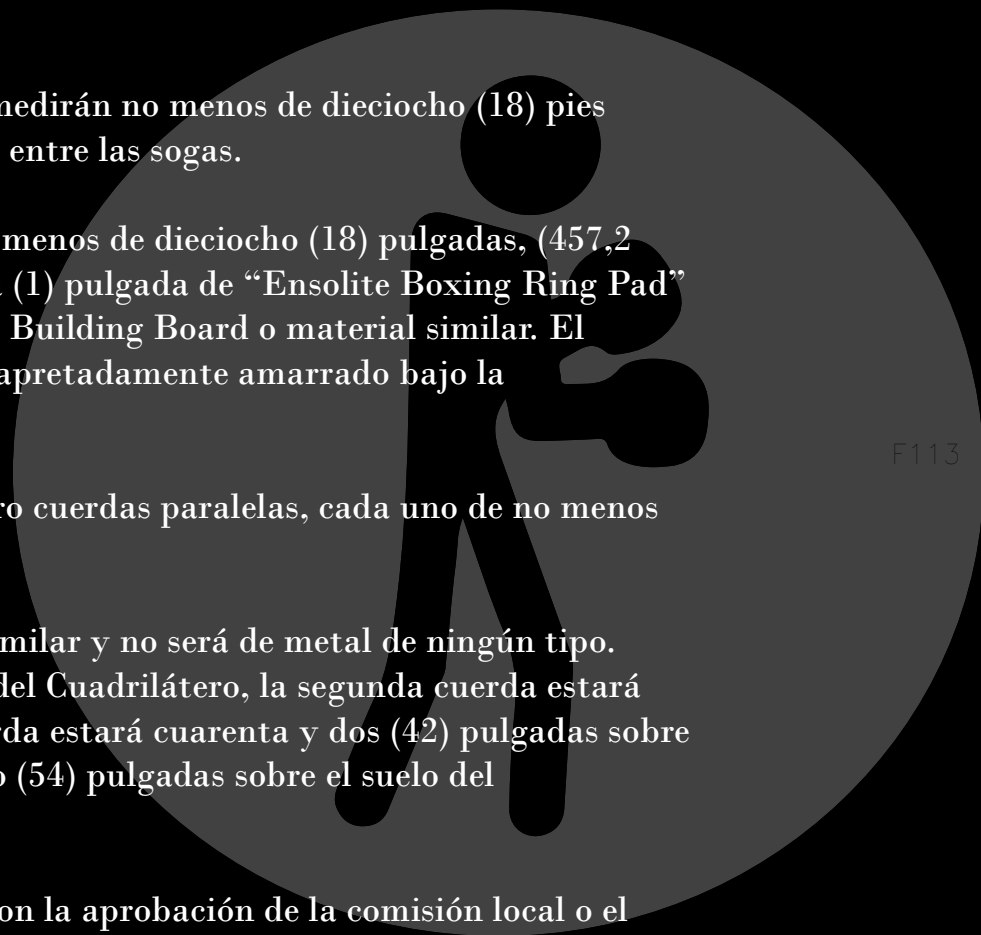 medirán no menos de dieciocho (18) pies
entre las sogas.
menos de dieciocho (18) pulgadas, (457,2
(1) pulgada de “Ensolite Boxing Ring Pad”
Building Board o material similar. El
apretadamente amarrado bajo la
F113
ro cuerdas paralelas, cada uno de no menos
milar y no será de metal de ningún tipo.
del Cuadrilátero, la segunda cuerda estará
rda estará cuarenta y dos (42) pulgadas sobre
o (54) pulgadas sobre el suelo del
on la aprobación de la comisión local o el